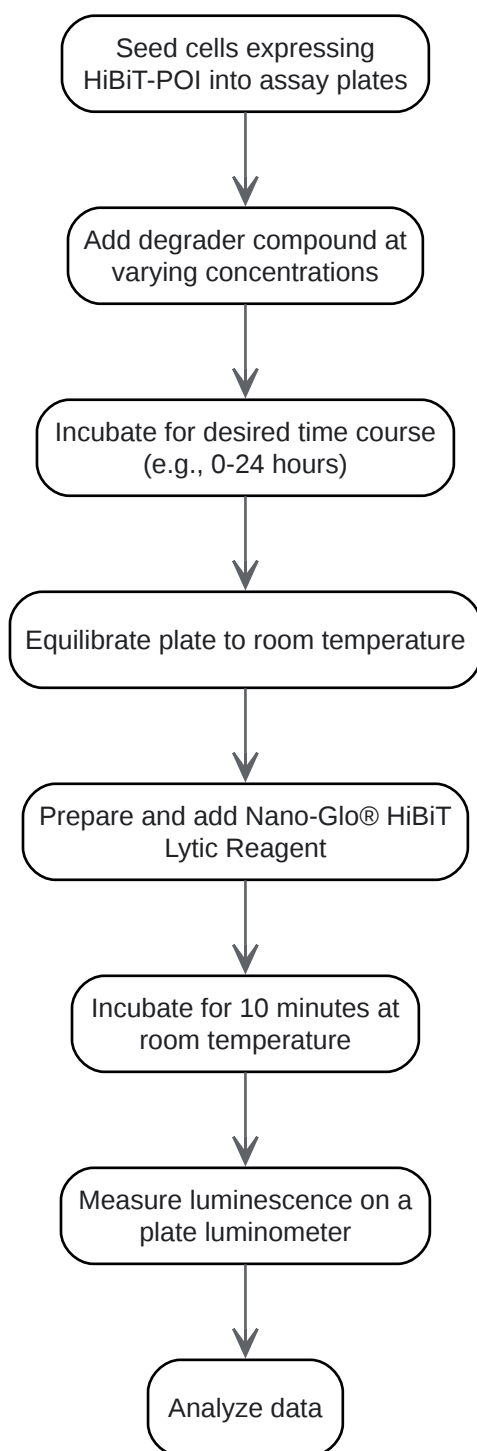 Seed cells expressing
HiBiT-POI into assay plates
Add degrader compound at
varying concentrations
Incubate for desired time course
(e.g., 0-24 hours)
Equilibrate plate to room temperature
Prepare and add Nano-Glo® HiBiT
Lytic Reagent
Incubate for 10 minutes at
room temperature
Measure luminescence on a
plate luminometer
Analyze data